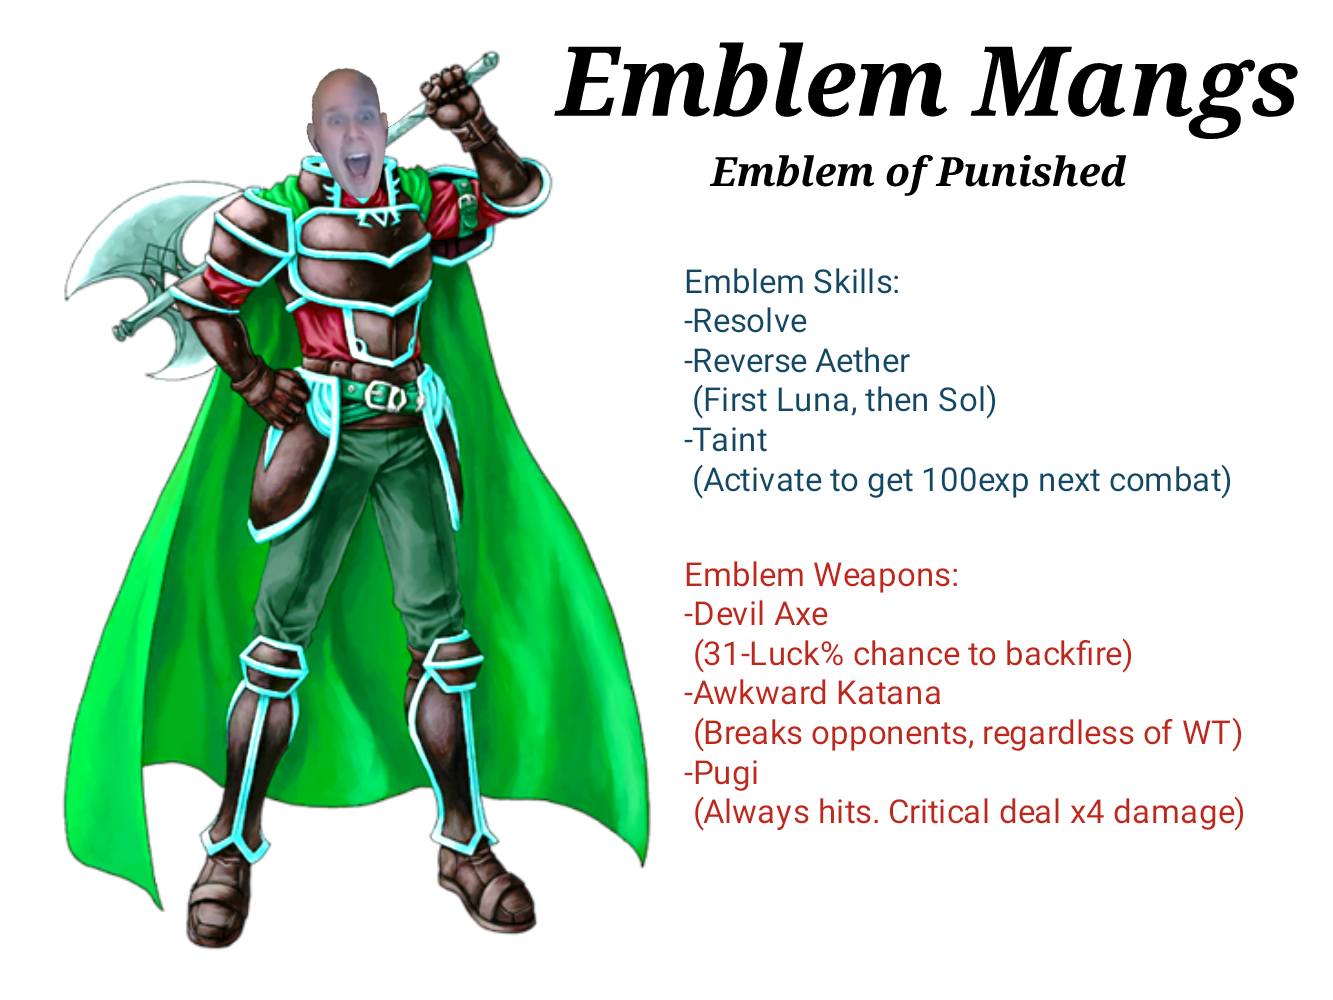 Emblem Mangs
Emblem of Punished
Emblem Skills:
-Resolve
-Reverse Aether
(First Luna, then Sol)
-Taint
(Activate to get 100exp next combat)
Emblem Weapons:
-Devil Axe
(31-Luck% chance to backfire)
-Awkward Katana
(Breaks opponents, regardless of WT)
-Pugi
(Always hits. Critical deal x4 damage)